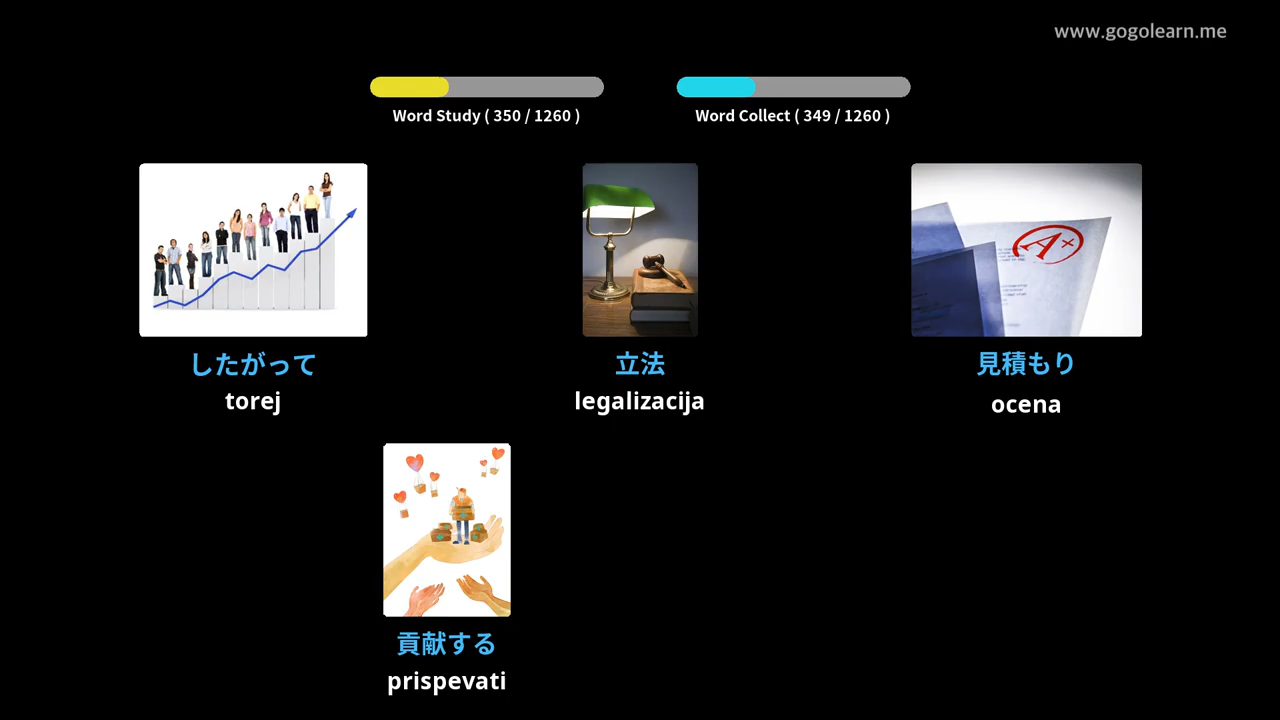 www.gogolearn.me
Word Study ( 350 / 1260 )
Word Collect ( 349 / 1260 )
A+
したがって
torej
立法
legalizacija
見積もり
ocena
貢献する
prispevati